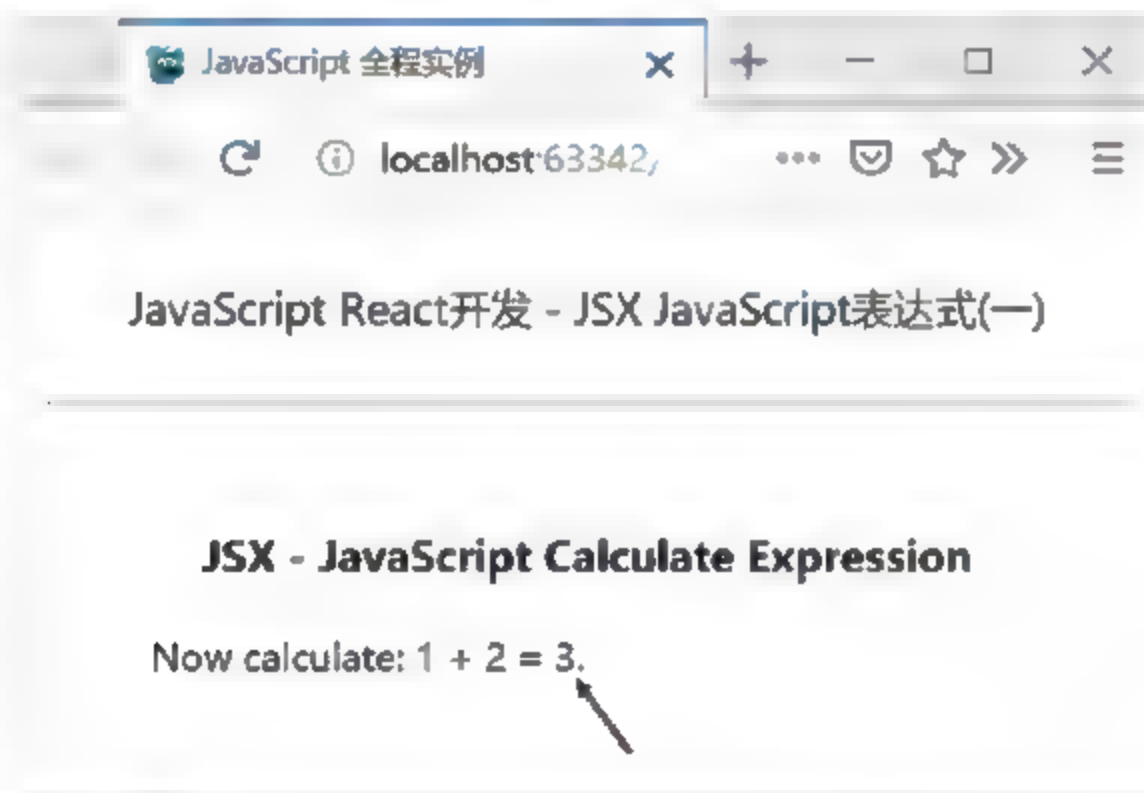 JavaScript 全程实例
localhost:63342/
JavaScript React开发 - JSX JavaScript表达式(一)
JSX - JavaScript Calculate Expression
Now calculate: 1 + 2 = 3.